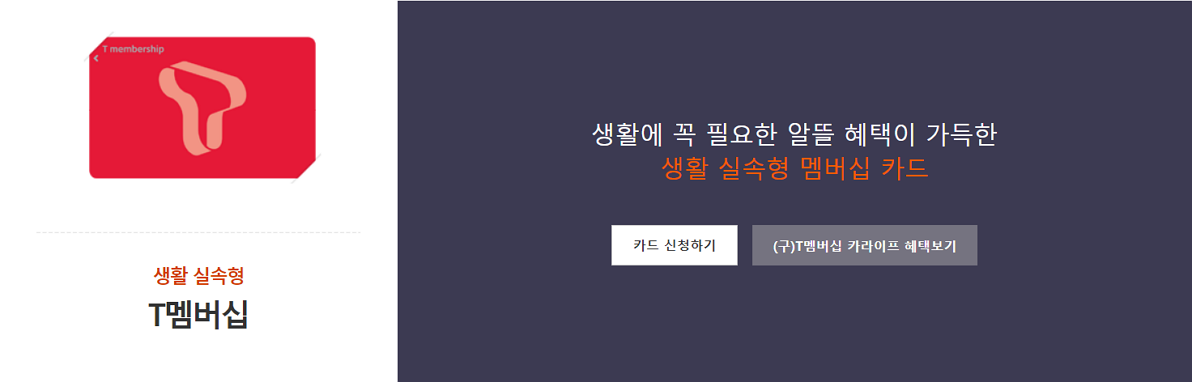 T membership
생활 실속형
T멤버십
생활에 꼭 필요한 알뜰 혜택이 가득한
생활 실속형 멤버십 카드
카드 신청하기
(구)T멤버십 카라이프 혜택보기